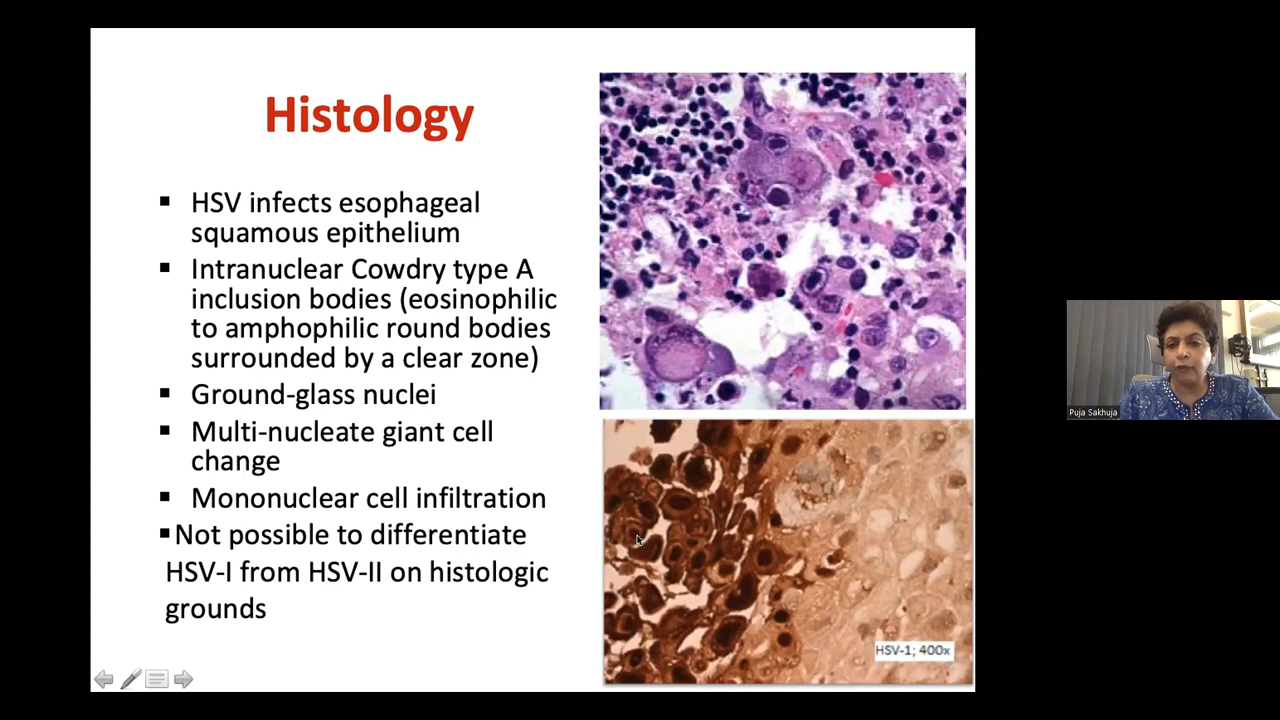 Histology
▪ HSV infects esophageal
squamous epithelium
▪ Intranuclear Cowdry type A
inclusion bodies (eosinophilic
to amphophilic round bodies
surrounded by a clear zone)
▪ Ground-glass nuclei
▪ Multi-nucleate giant cell
change
▪ Mononuclear cell infiltration
▪Not possible to differentiate
HSV-I from HSV-II on histologic
grounds
HSV-1; 400x
Puja Sakhuja